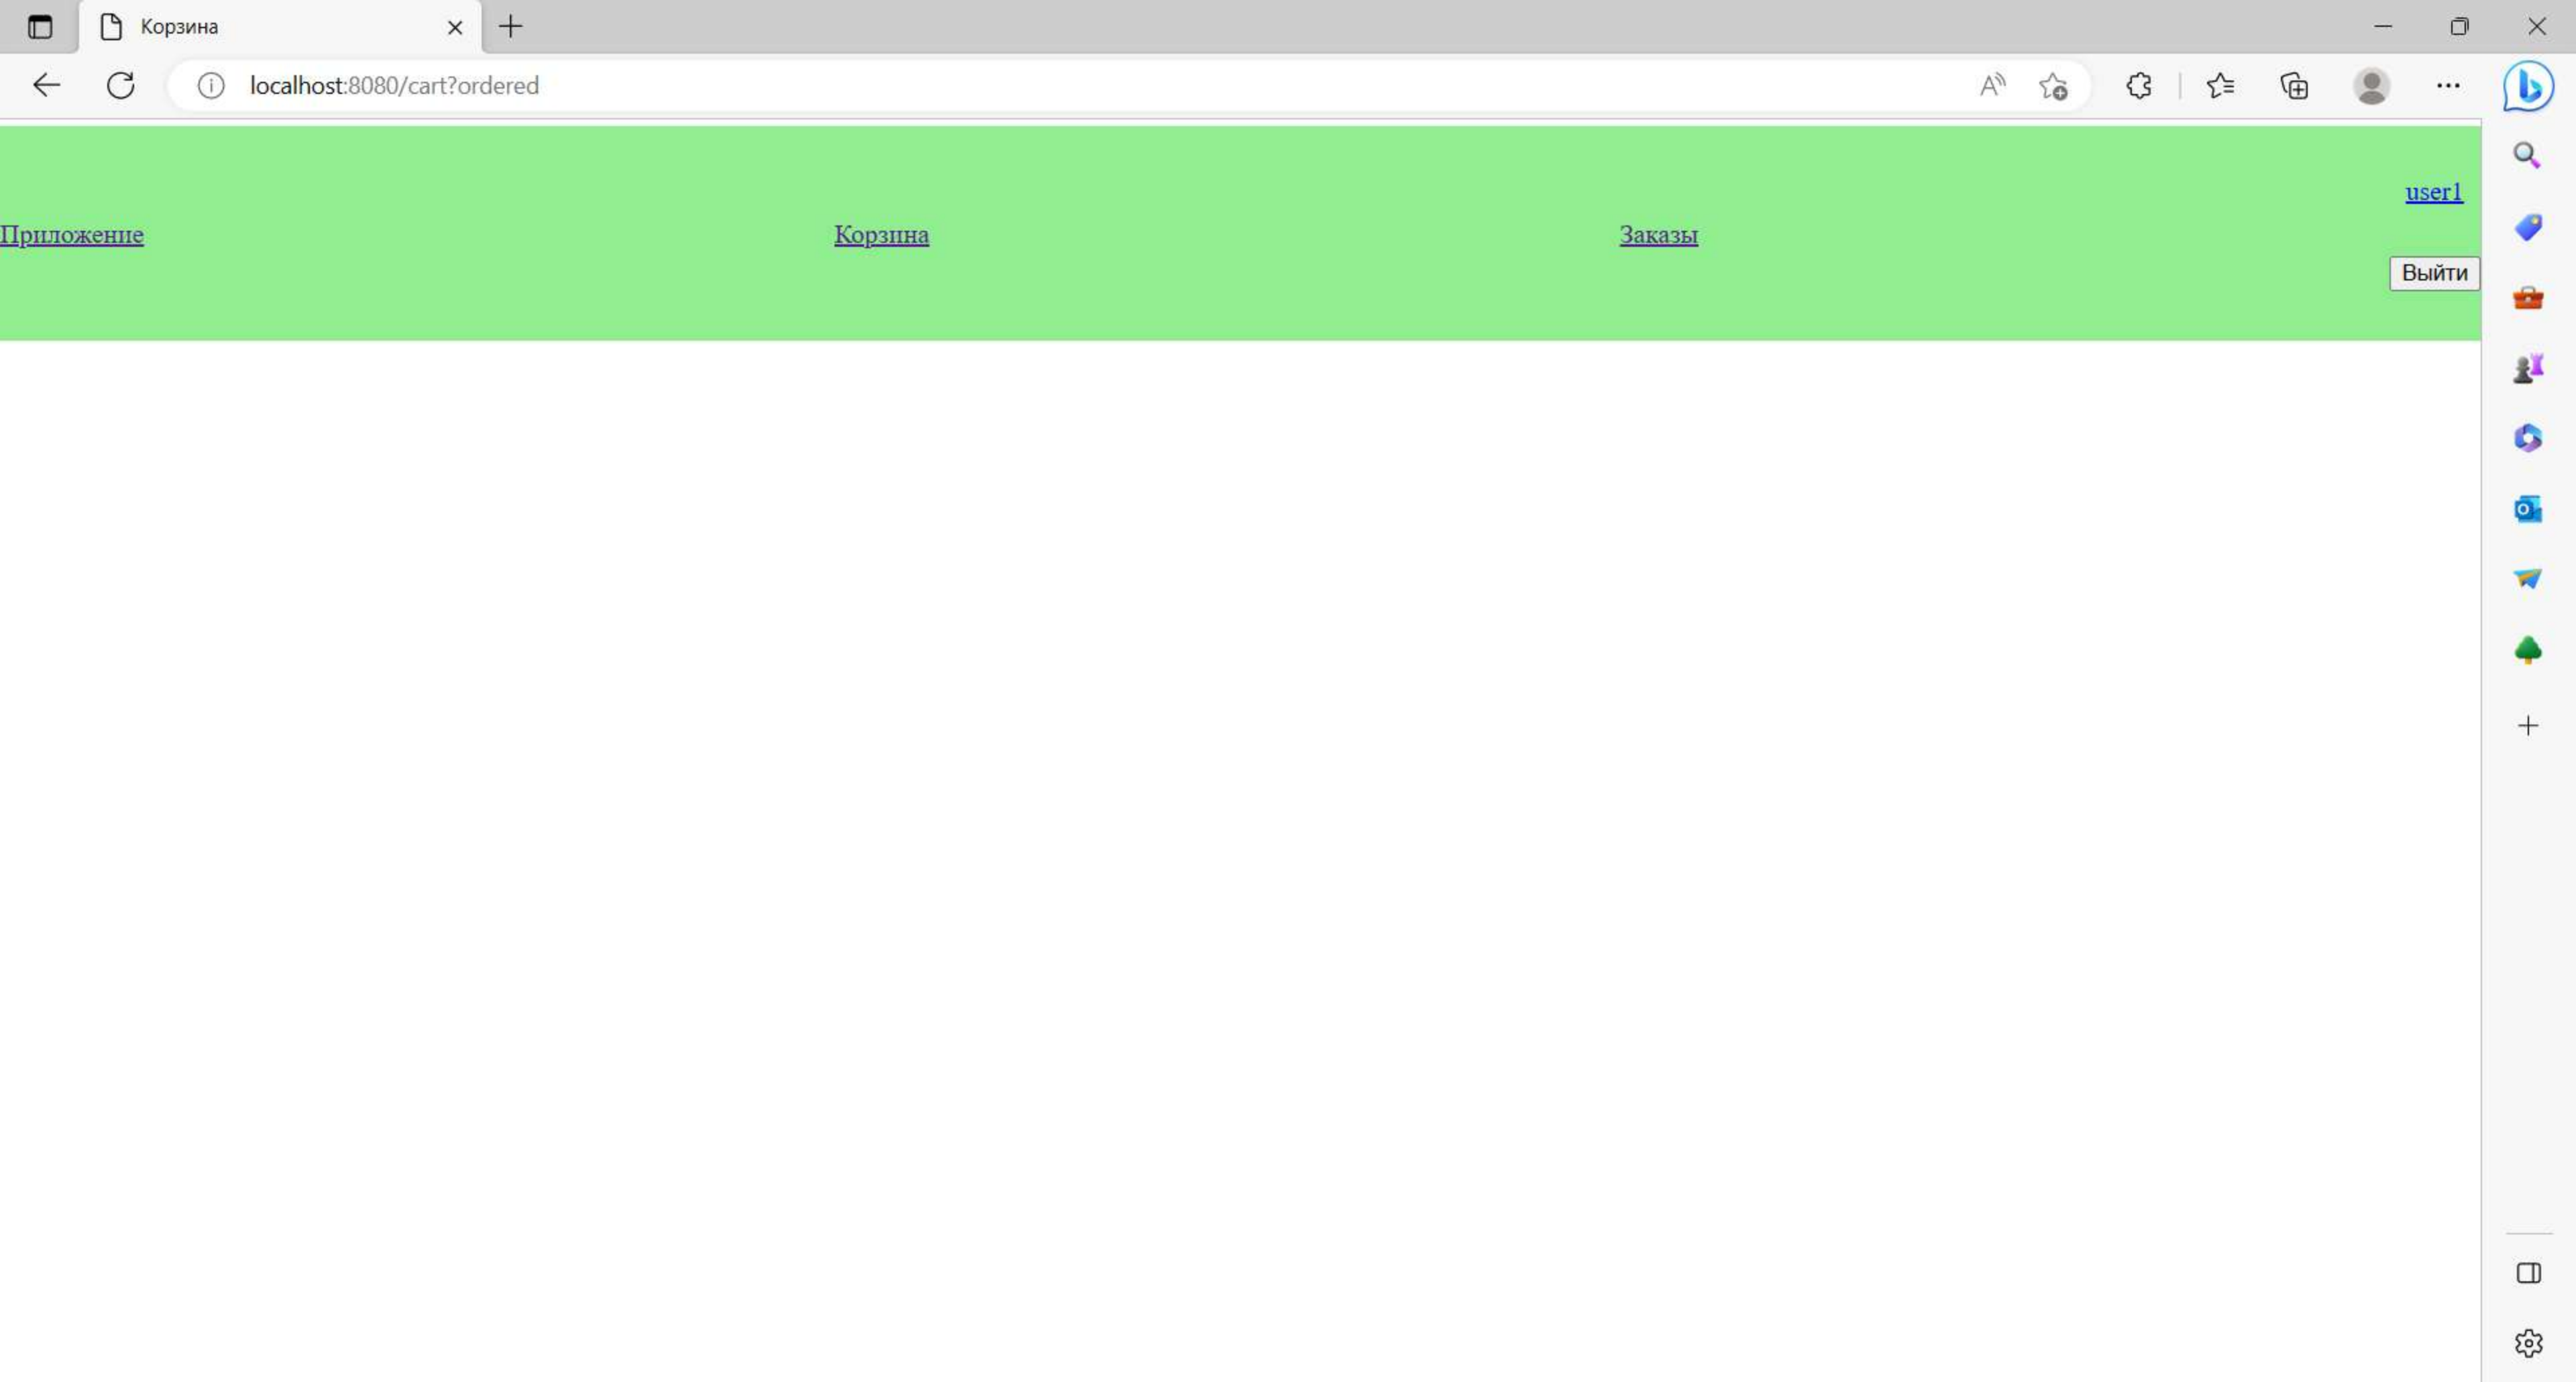 Корзина
localhost:8080/cart?ordered
user1
Приложение Корзина Заказы
Выйти